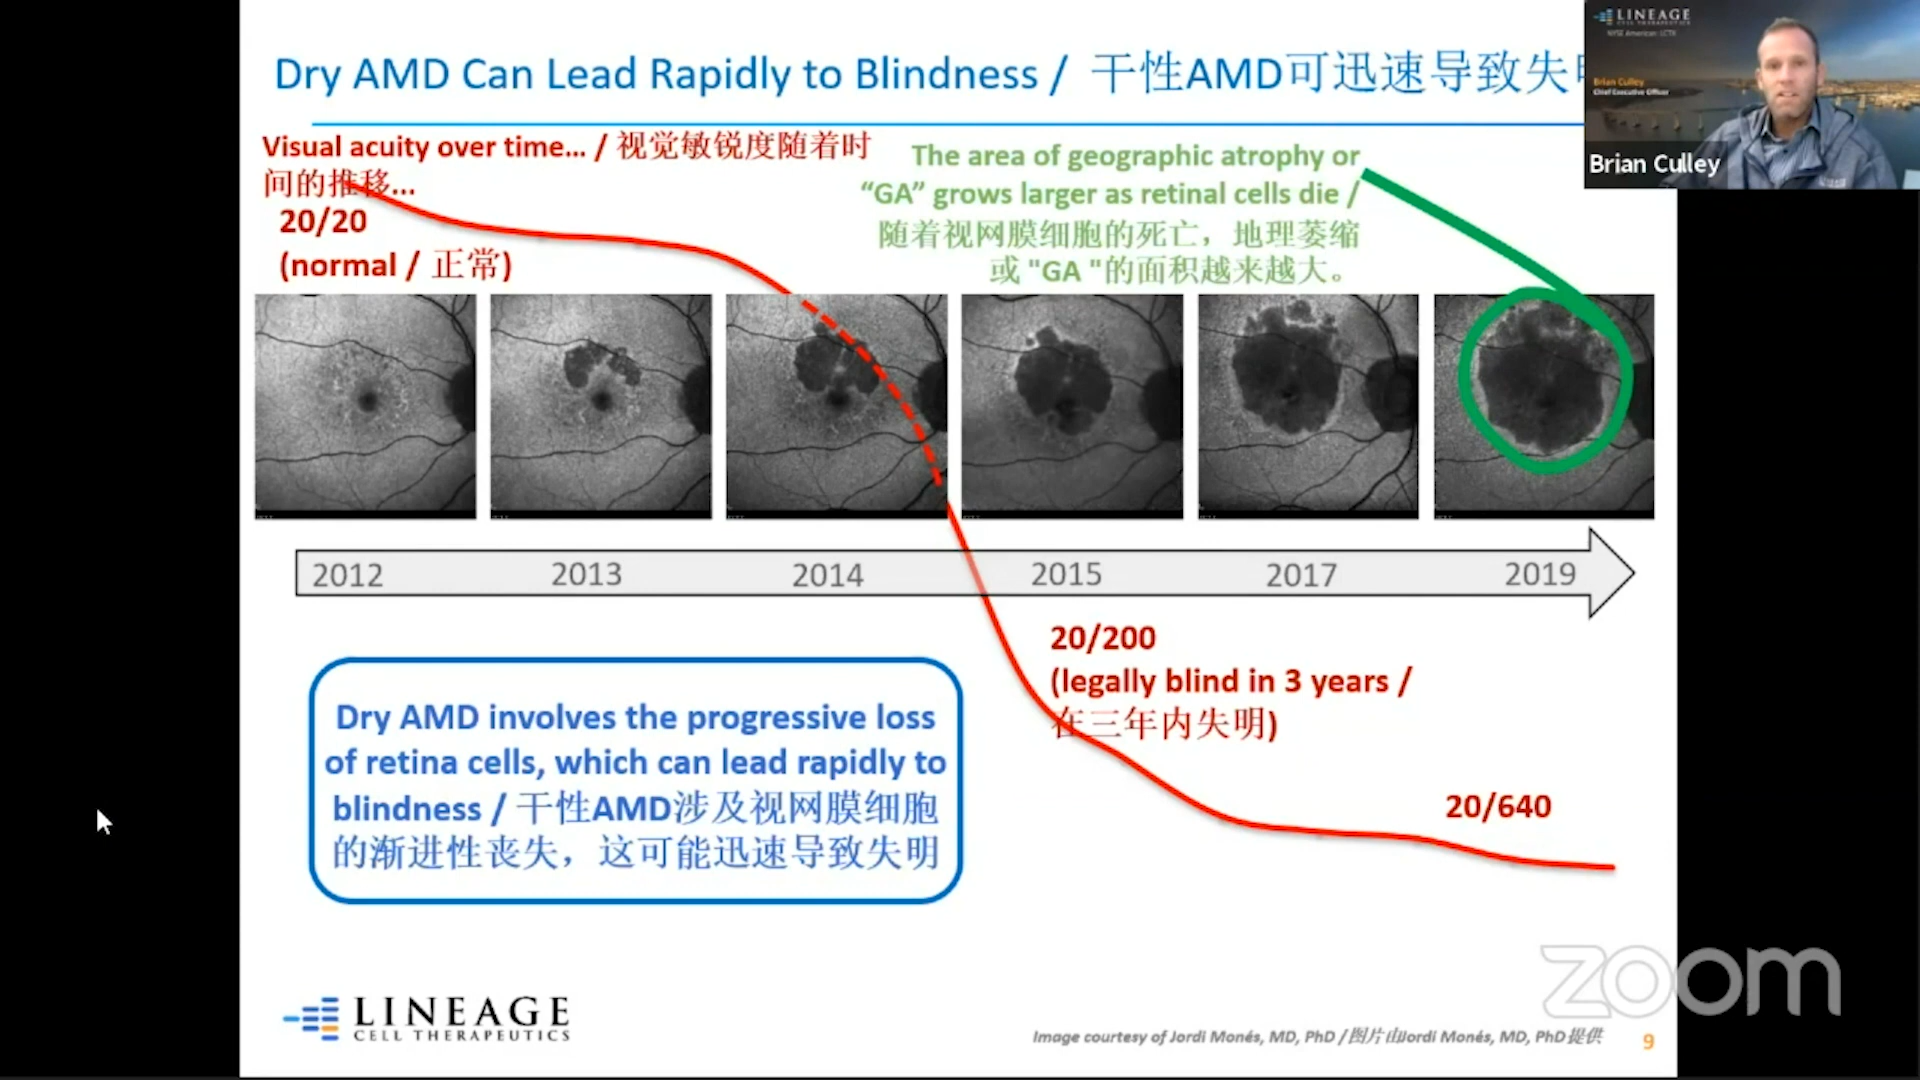 Dry AMD Can Lead Rapidly to Blindness / 干性AMD可迅速导致失
LINEAGE
CELL THERAPEUTICS
NYSE American: LCTX
Brian Culley
Chief Executive Officer
Brian Culley
Visual acuity over time... / 视觉敏锐度随着时
间的推移...
20/20
(normal / 正常)
The area of geographic atrophy or
“GA” grows larger as retinal cells die /
随着视网膜细胞的死亡，地理萎缩
或 "GA "的面积越来越大。
2012 2013 2014 2015 2017 2019
20/200
(legally blind in 3 years /
在三年内失明)
20/640
Dry AMD involves the progressive loss
of retina cells, which can lead rapidly to
blindness / 干性AMD涉及视网膜细胞
的渐进性丧失，这可能迅速导致失明
LINEAGE
CELL THERAPEUTICS
Image courtesy of Jordi Monés, MD, PhD / 图片由Jordi Monés, MD, PhD提供
9
zoom